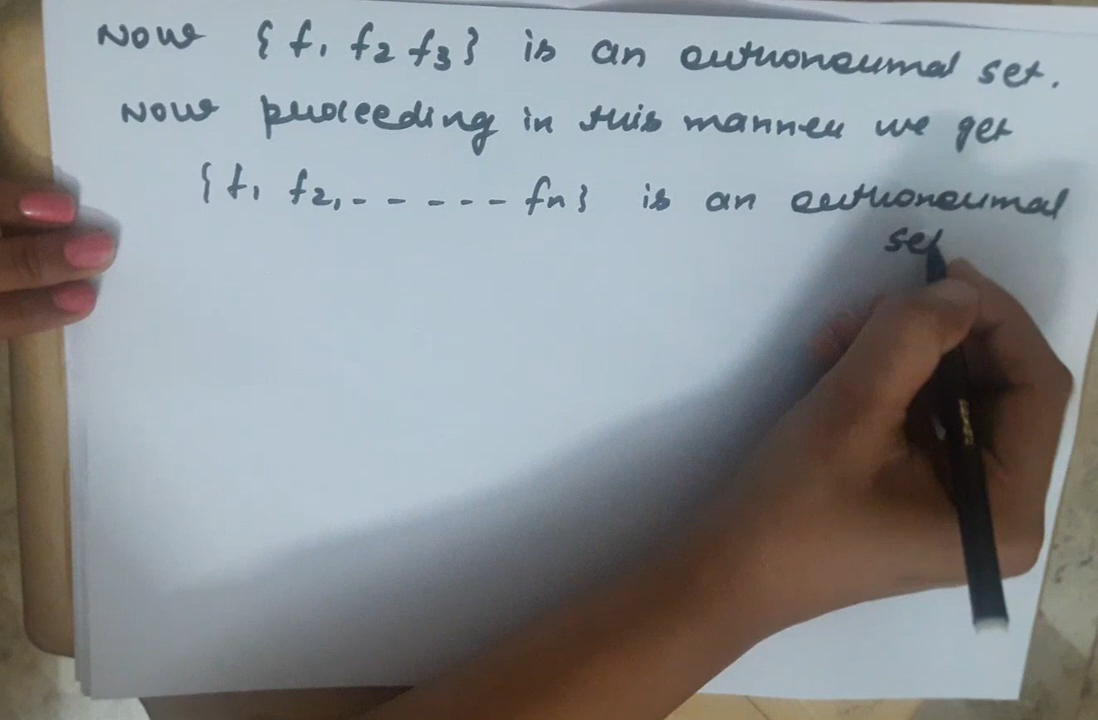 Now {f1 f2 f3} is an orthonormal set.
Now proceeding in this manner we get
{f1 f2,------fn} is an orthonormal
set